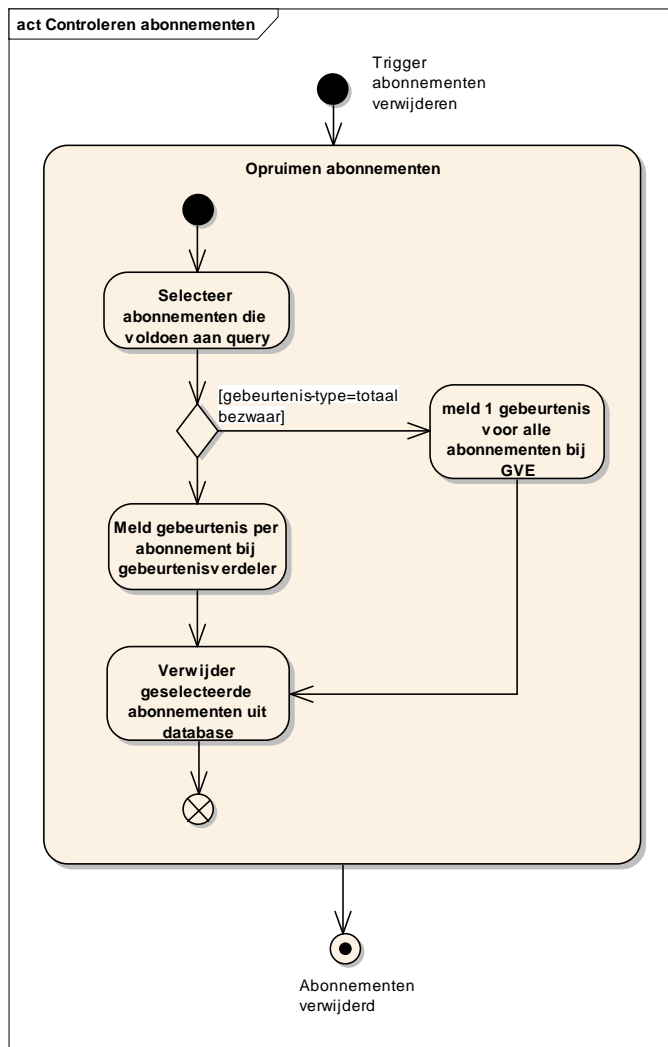 act Controleren abonnementen
Trigger
abonnementen
verwijderen
Opruimen abonnementen
Selecteer
abonnementen die
voldoen aan query
[gebeurtenis-type=totaal
bezwaar]
meld 1 gebeurtenis
voor alle
abonnementen bij
GVE
Meld gebeurtenis per
abonnement bij
gebeurtenisverdeler
Verwijder
geselecteerde
abonnementen uit
database
Abonnementen
verwijderd